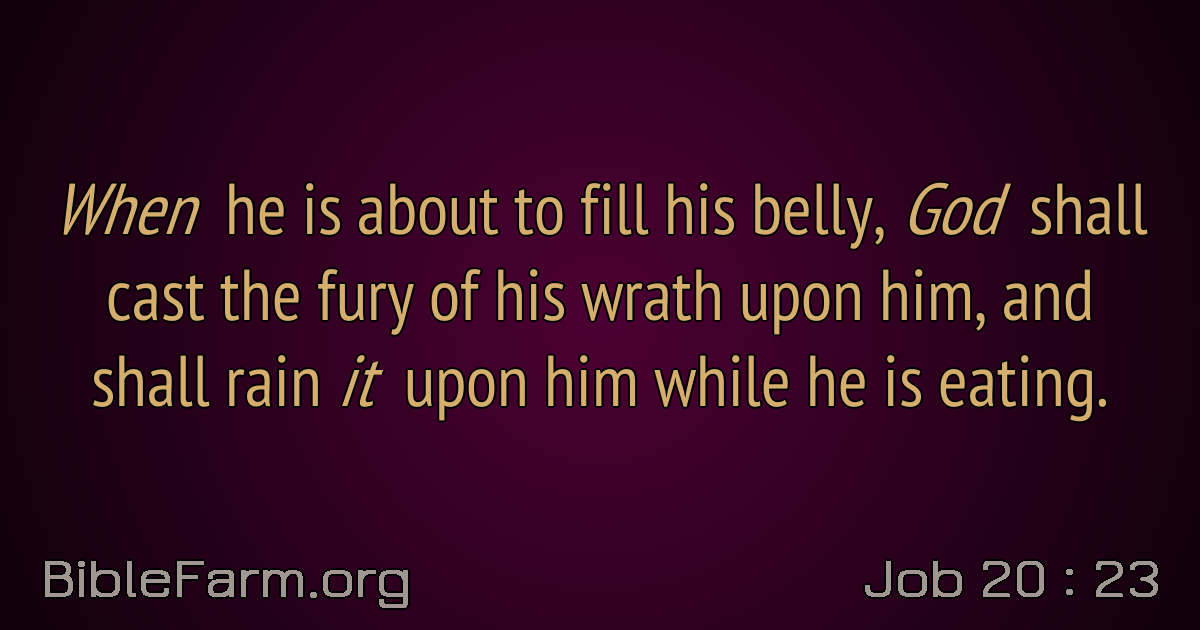 When he is about to fill his belly, God shall
cast the fury of his wrath upon him, and
shall rain it upon him while he is eating.
BibleFarm.org
Job 20 : 23